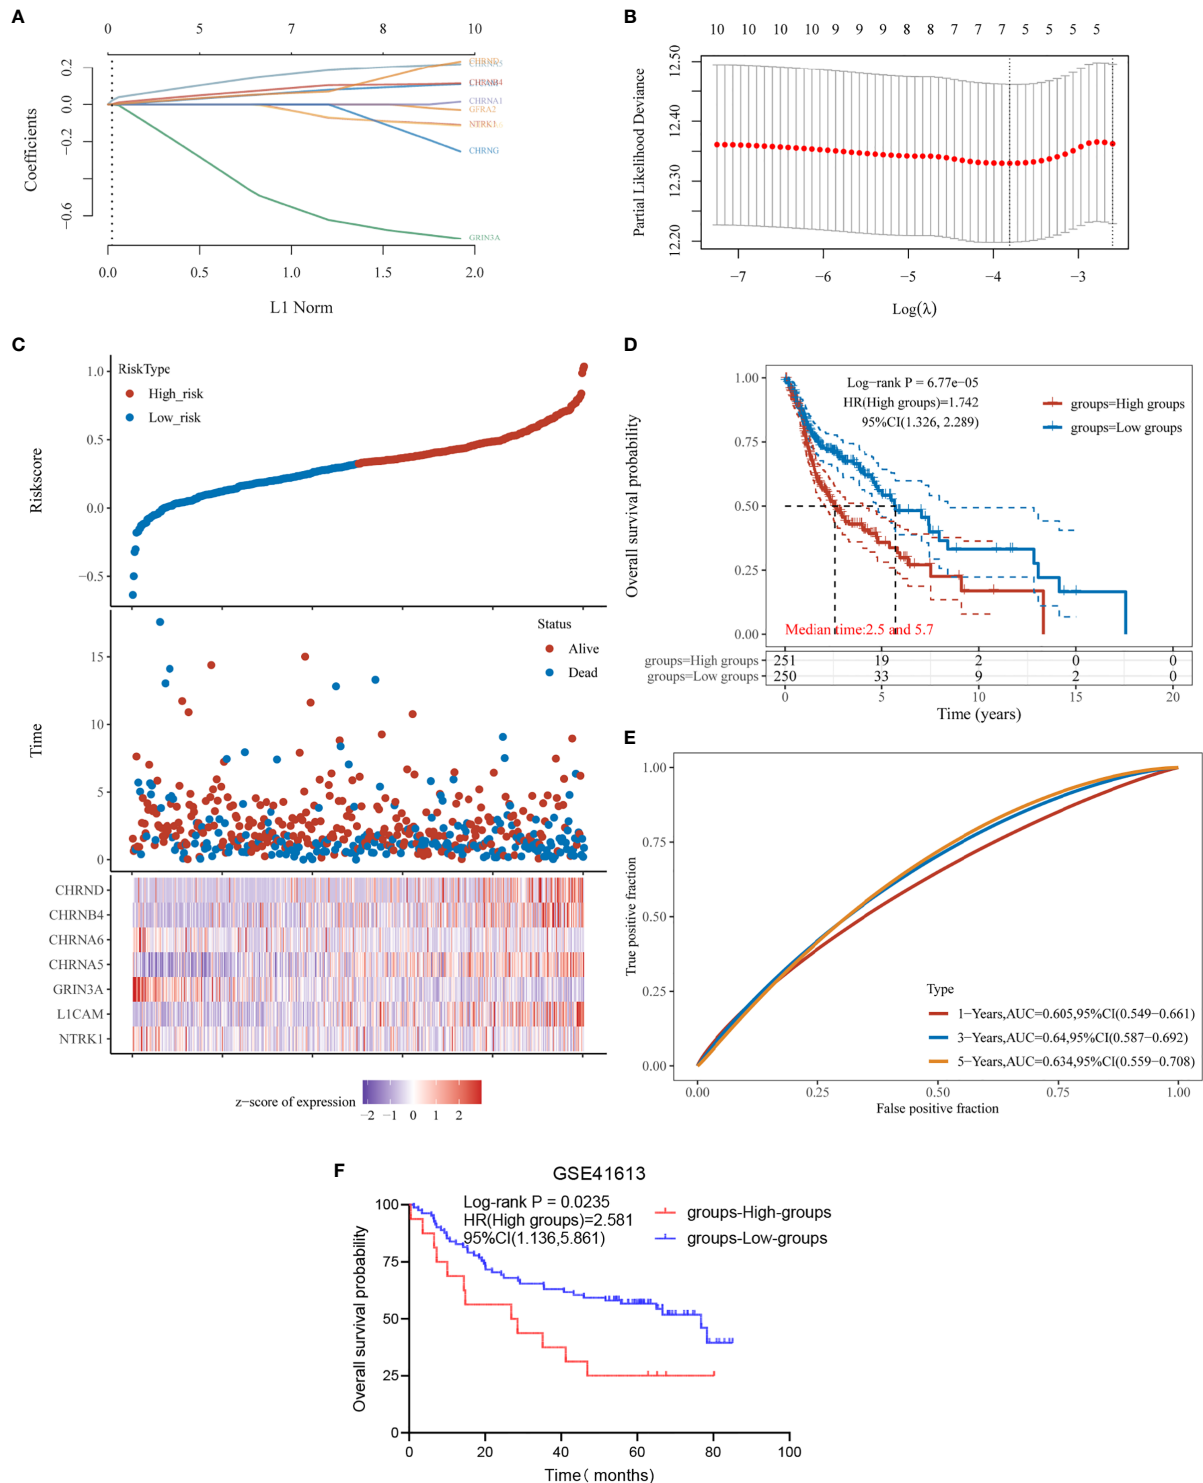 A
0 5 7 8 10
Coefficients
0.2
0.0
−0.2
−0.6
CHRNB4
CHRNA1
GFRA2
NTRK1
CHRNG
GRIN3A
0.0 0.5 1.0 1.5 2.0
L1 Norm
B
10 10 10 10 9 9 9 8 8 7 7 7 5 5 5 5
Partial Likelihood Deviance
12.50
12.40
12.30
12.20
−7 −6 −5 −4 −3
Log(λ)
C
RiskType
High_risk
Low_risk
Riskscore
1.0
0.5
0.0
−0.5
Status
Alive
Dead
Time
15
10
5
0
CHRND
CHRNB4
CHRNA6
CHRNA5
GRIN3A
L1CAM
NTRK1
z−score of expression
−2 −1 0 1 2
D
Overall survival probability
1.00
0.75
0.50
0.25
0.00
Log−rank P = 6.77e−05
HR(High groups)=1.742
95%CI(1.326, 2.289)
groups=High groups
groups=Low groups
Median time:2.5 and 5.7
groups=High groups 251 19 2 0 0
groups=Low groups 250 33 9 2 0
0 5 10 15 20
Time (years)
E
True positive fraction
1.00
0.75
0.50
0.25
0.00
Type
1−Years,AUC=0.605,95%CI(0.549−0.661)
3−Years,AUC=0.64,95%CI(0.587−0.692)
5−Years,AUC=0.634,95%CI(0.559−0.708)
0.00 0.25 0.50 0.75 1.00
False positive fraction
F
GSE41613
Log-rank P = 0.0235
HR(High groups)=2.581
95%CI(1.136,5.861)
groups-High-groups
groups-Low-groups
Overall survival probability
100
75
50
25
0
0 20 40 60 80 100
Time( months)